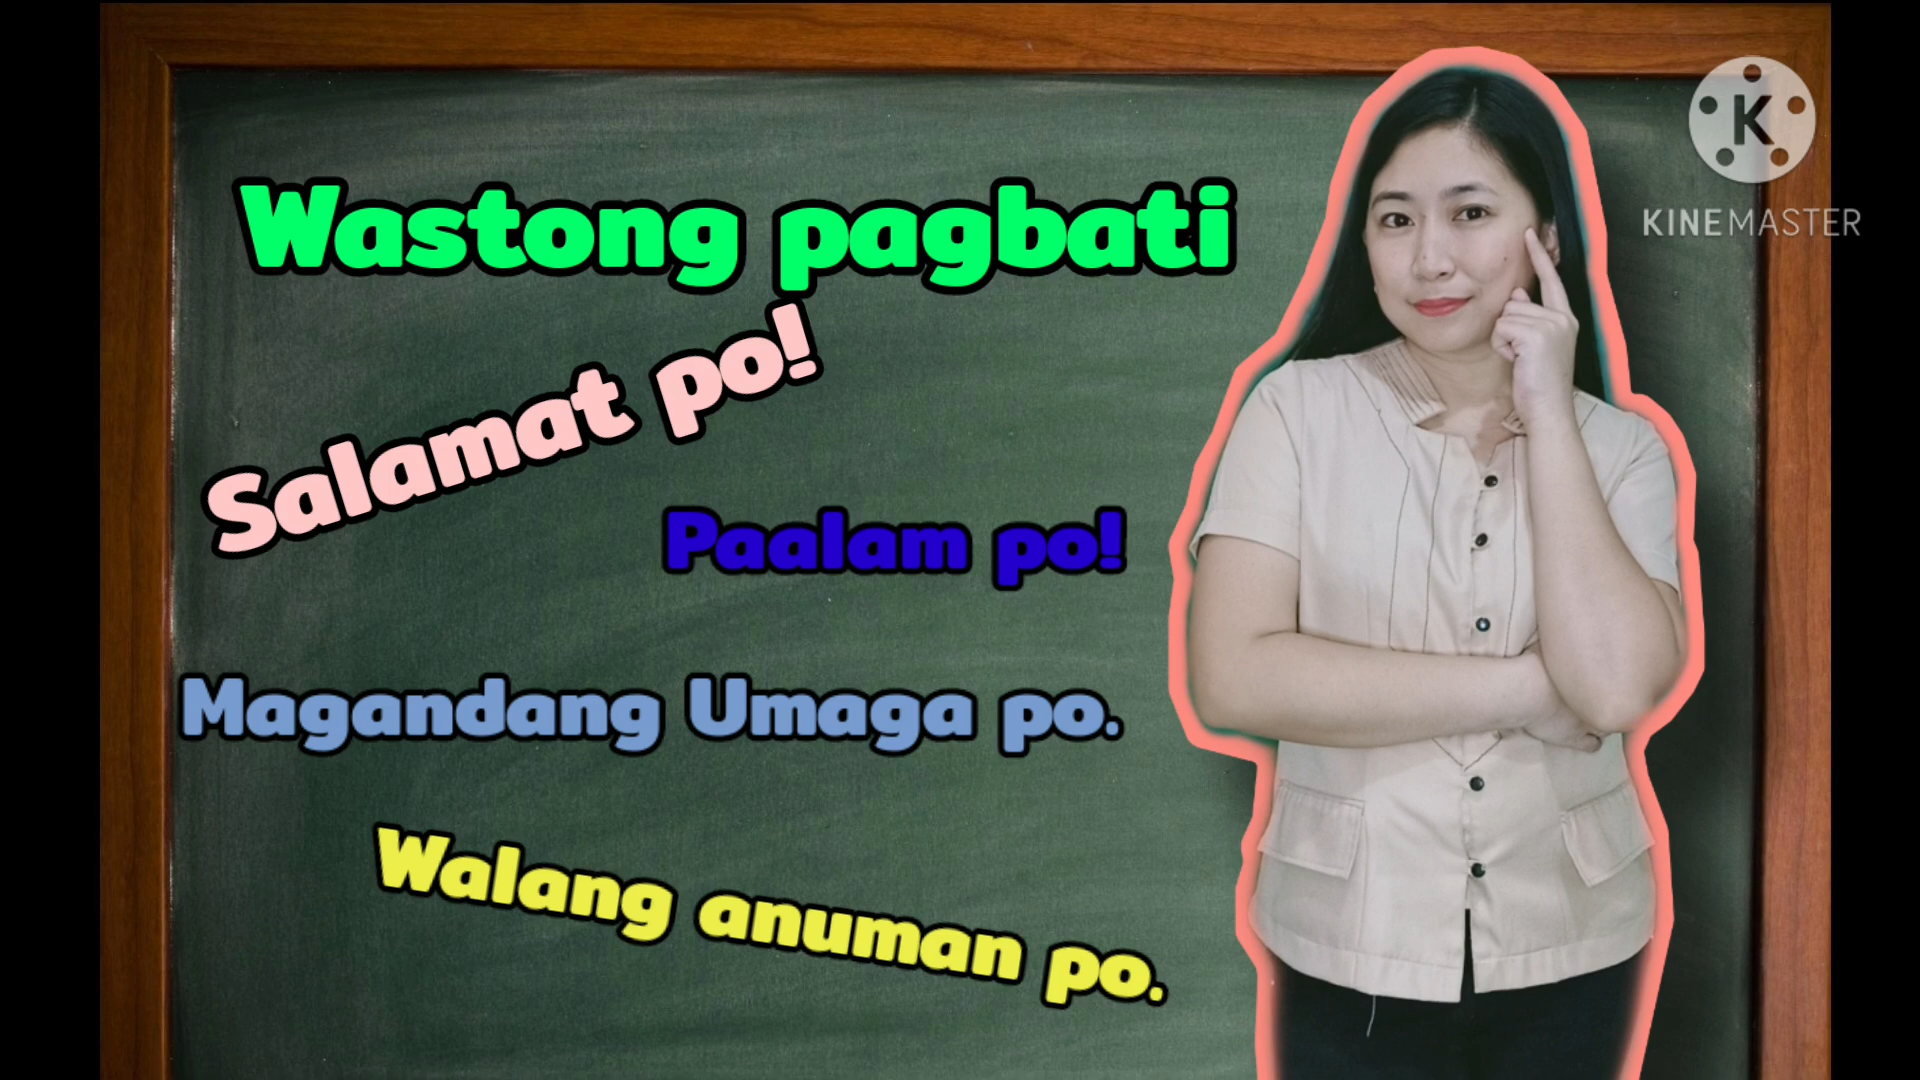 Wastong pagbati
Salamat po!
Paalam po!
Magandang Umaga po.
Walang anuman po.
K
KINEMASTER